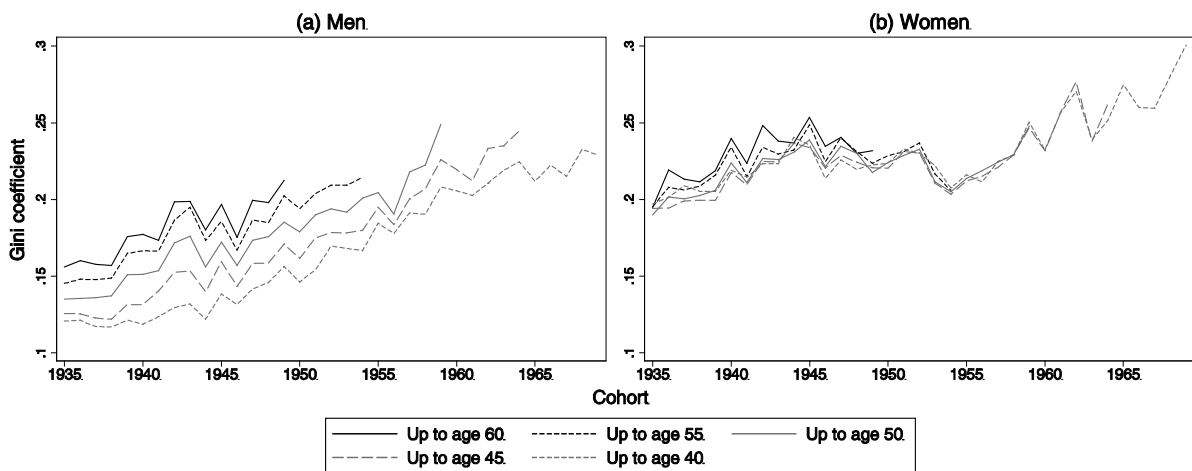 (a) Men.
(b) Women.
Gini coefficient
.3
.25
.2
.15
.1
.3
.25
.2
.15
.1
1935.
1940.
1945.
1950.
1955.
1960.
1965.
1935.
1940.
1945.
1950.
1955.
1960.
1965.
Cohort
Up to age 60.
Up to age 55.
Up to age 50.
Up to age 45.
Up to age 40.